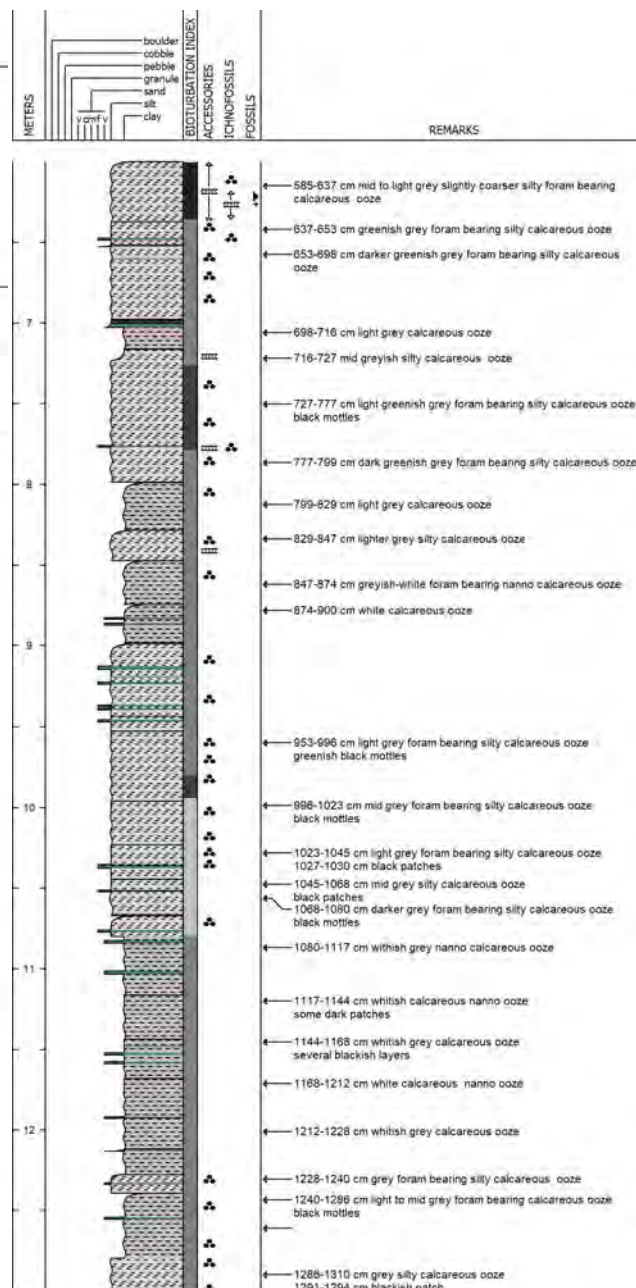 METERS
boulder
cobble
pebble
granule
sand
silt
clay
BIOTURBATION INDEX
ACCESSORIES
ICHNOFOSSILS
FOSSILS
REMARKS
585-637 cm mid to light grey slightly coarser silty foram bearing
calcareous ooze
637-653 cm greenish grey foram bearing silty calcareous ooze
653-698 cm darker greenish grey foram bearing silty calcareous
ooze
7
698-716 cm light grey calcareous ooze
716-727 mid greyish silty calcareous ooze
727-777 cm light greenish grey foram bearing silty calcareous ooze
black mottles
777-799 cm dark greenish grey foram bearing silty calcareous ooze
8
799-829 cm light grey calcareous ooze
829-847 cm lighter grey silty calcareous ooze
847-874 cm greyish-white foram bearing nanno calcareous ooze
874-900 cm white calcareous ooze
9
953-996 cm light grey foram bearing silty calcareous ooze
greenish black mottles
10
996-1023 cm mid grey foram bearing silty calcareous ooze
black mottles
1023-1045 cm light grey foram bearing silty calcareous ooze
1027-1030 cm black patches
1045-1068 cm mid grey silty calcareous ooze
black patches
1068-1080 cm darker grey foram bearing silty calcareous ooze
black mottles
1080-1117 cm withish grey nanno calcareous ooze
11
1117-1144 cm whitish calcareous nanno ooze
some dark patches
1144-1168 cm whitish grey calcareous ooze
several blackish layers
1168-1212 cm white calcareous nanno ooze
12
1212-1228 cm whitish grey calcareous ooze
1228-1240 cm grey foram bearing silty calcareous ooze
1240-1286 cm light to mid grey foram bearing calcareous ooze
black mottles
1286-1310 cm grey silty calcareous ooze
1291-1294 cm blackish patch